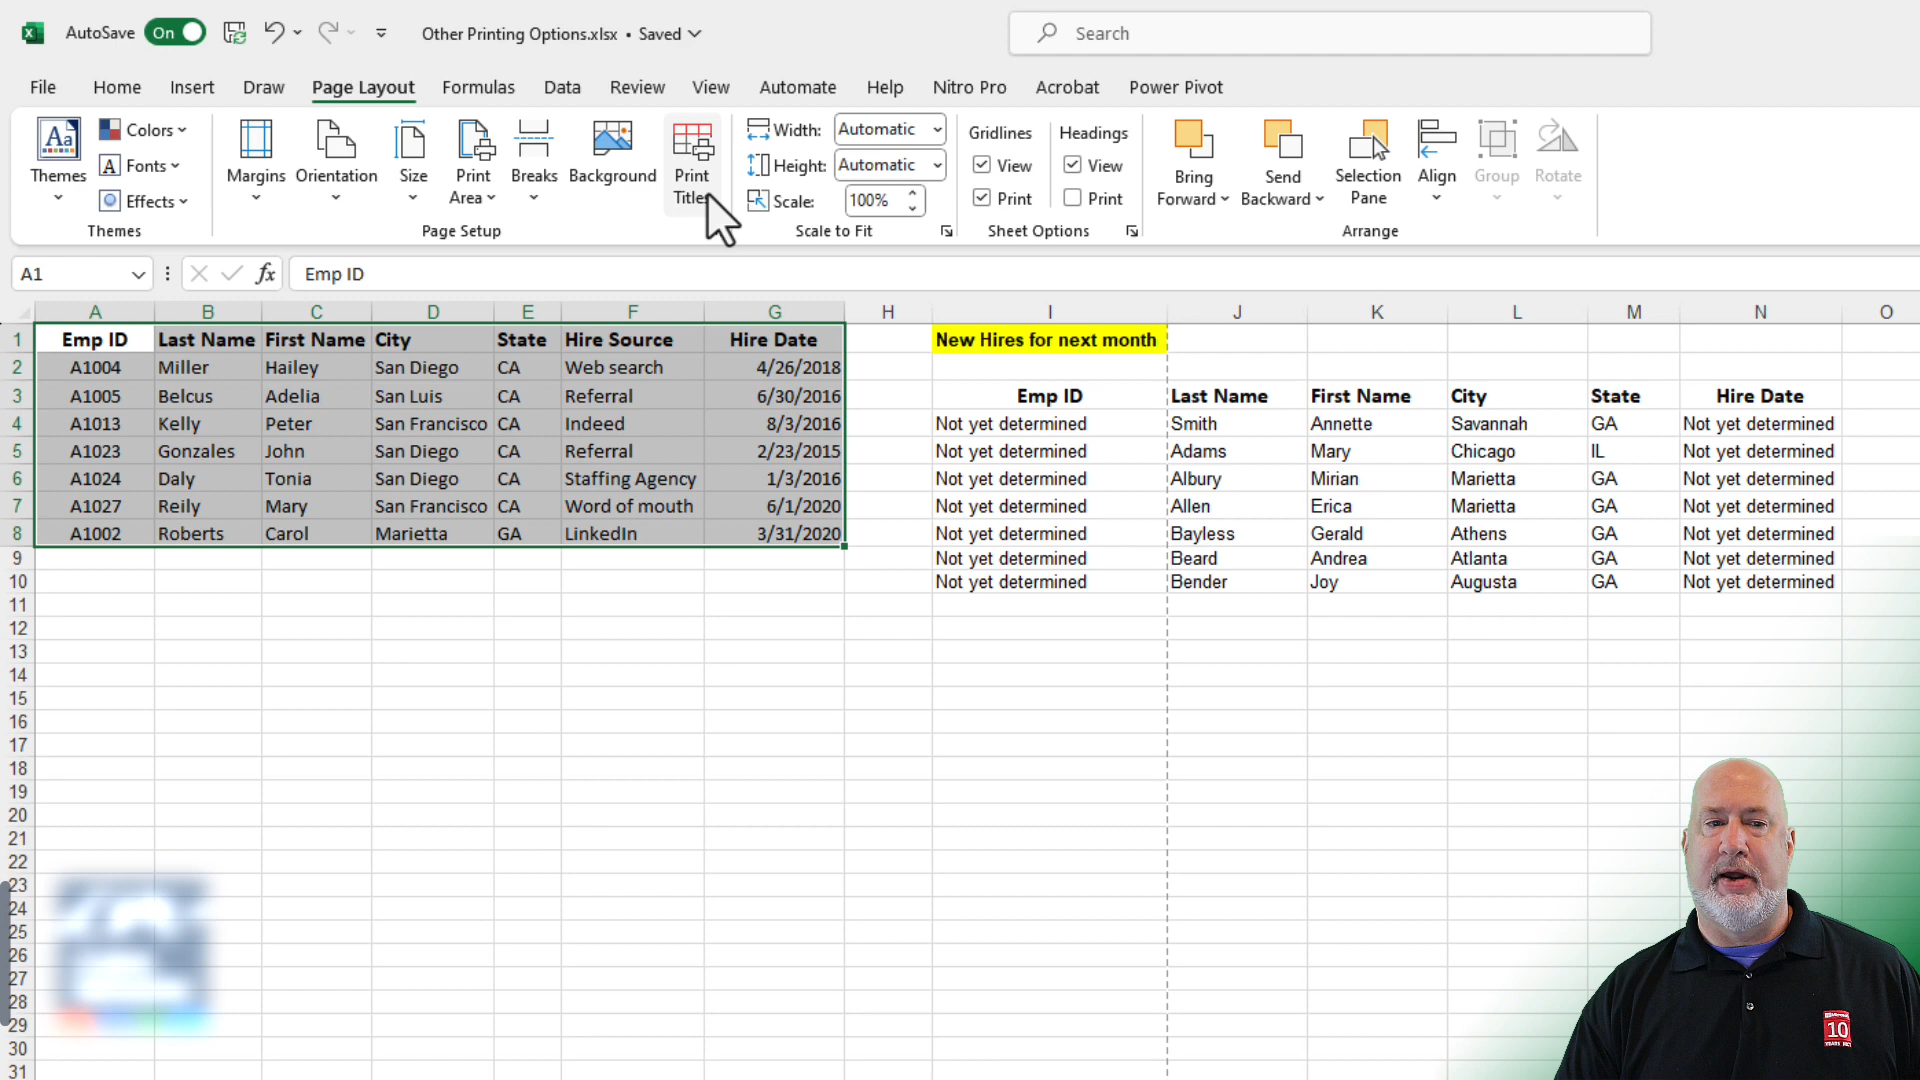 AutoSave On Other Printing Options.xlsx • Saved Search
File Home Insert Draw Page Layout Formulas Data Review View Automate Help Nitro Pro Acrobat Power Pivot
Themes Colors Fonts Effects Themes
Margins Orientation Size Print Area Breaks Background Print Titles Page Setup
Width: Automatic Height: Automatic Scale: 100% Scale to Fit
Gridlines View Print Headings View Print Sheet Options
Bring Forward Send Backward Selection Pane Align Group Rotate Arrange
A1 fx Emp ID
A B C D E F G H I J K L M N O
1 Emp ID Last Name First Name City State Hire Source Hire Date New Hires for next month
2 A1004 Miller Hailey San Diego CA Web search 4/26/2018
3 A1005 Belcus Adelia San Luis CA Referral 6/30/2016 Emp ID Last Name First Name City State Hire Date
4 A1013 Kelly Peter San Francisco CA Indeed 8/3/2016 Not yet determined Smith Annette Savannah GA Not yet determined
5 A1023 Gonzales John San Diego CA Referral 2/23/2015 Not yet determined Adams Mary Chicago IL Not yet determined
6 A1024 Daly Tonia San Diego CA Staffing Agency 1/3/2016 Not yet determined Albury Mirian Marietta GA Not yet determined
7 A1027 Reily Mary San Francisco CA Word of mouth 6/1/2020 Not yet determined Allen Erica Marietta GA Not yet determined
8 A1002 Roberts Carol Marietta GA LinkedIn 3/31/2020 Not yet determined Bayless Gerald Athens GA Not yet determined
9 Not yet determined Beard Andrea Atlanta GA Not yet determined
10 Not yet determined Bender Joy Augusta GA Not yet determined
11
12
13
14
15
16
17
18
19
20
21
22
23
24
25
26
27
28
29
30
31
10